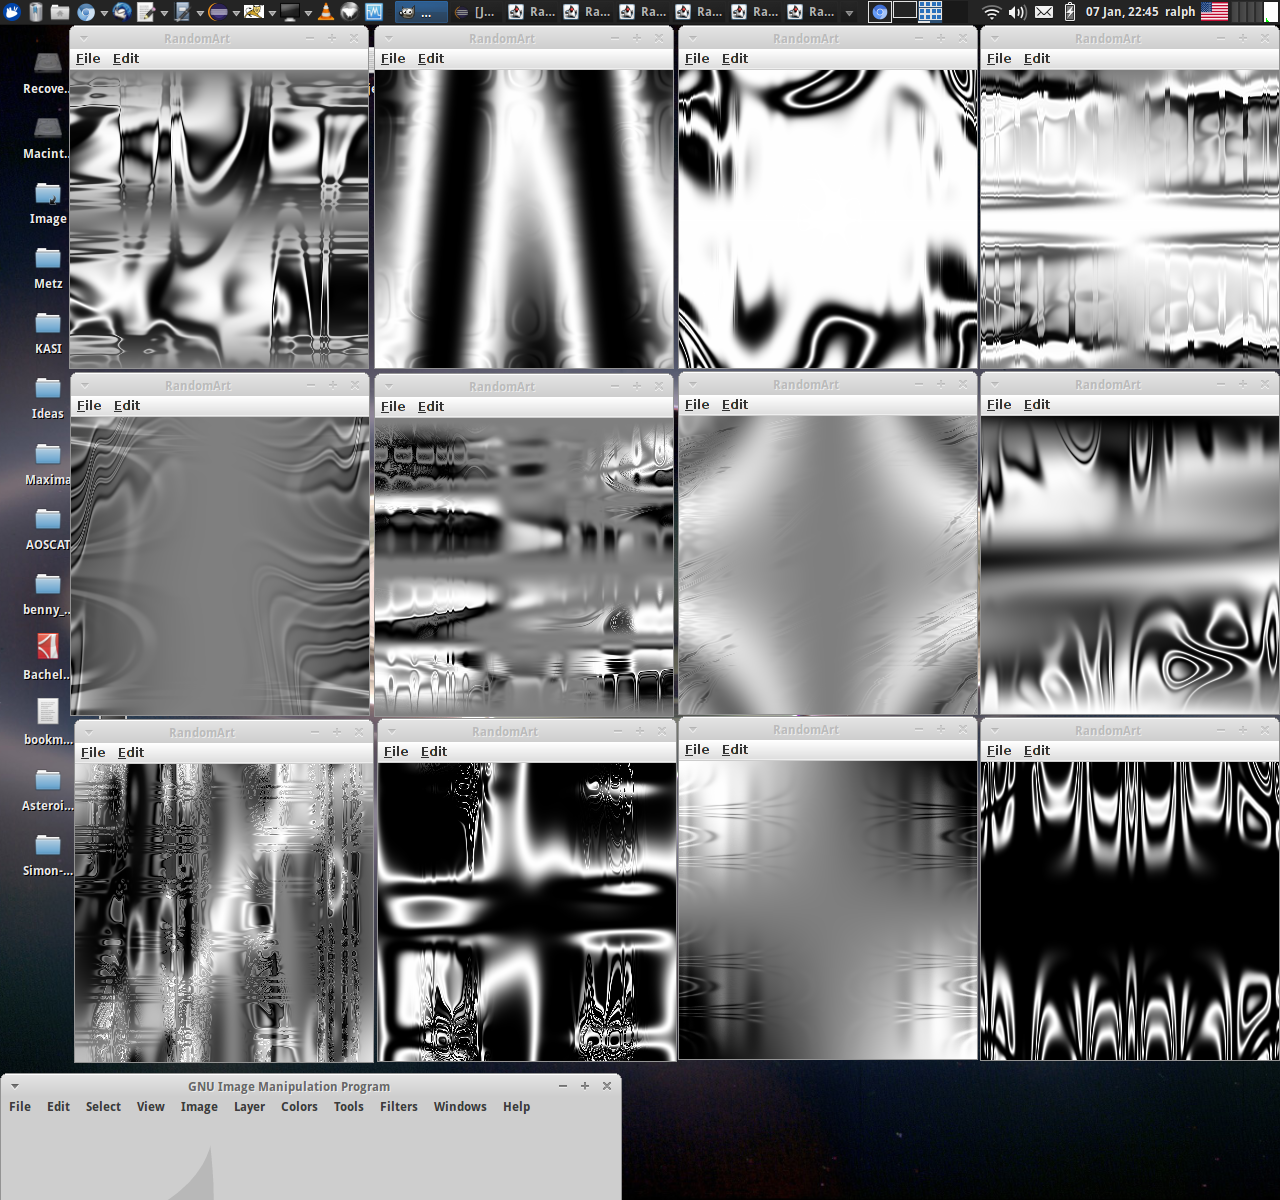 ... [J... Ra... Ra... Ra... Ra... Ra... Ra... 07 Jan, 22:45 ralph
RandomArt RandomArt RandomArt RandomArt
File Edit File Edit File Edit File Edit
Recove...
Macint...
Image
Metz
KASI
RandomArt RandomArt RandomArt RandomArt
File Edit File Edit File Edit File Edit
Ideas
Maxima
AOSCAT
benny_...
Bachel...
bookm...
RandomArt RandomArt RandomArt RandomArt
File Edit File Edit File Edit File Edit
Asteroi...
Simon-...
GNU Image Manipulation Program
File Edit Select View Image Layer Colors Tools Filters Windows Help